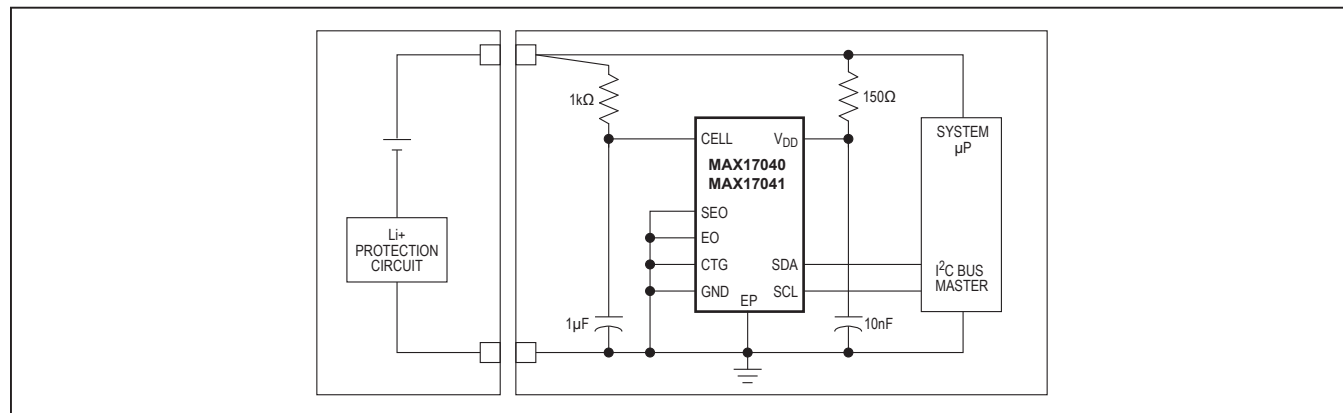 1kΩ
150Ω
CELL
VDD
MAX17040
MAX17041
SEO
EO
CTG
GND
EP
SDA
SCL
SYSTEM
µP
I2C BUS
MASTER
Li+
PROTECTION
CIRCUIT
1µF
10nF